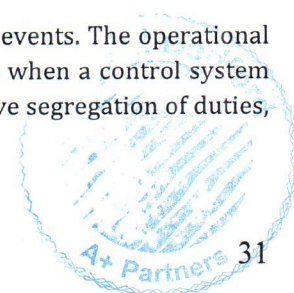 events. The operational
when a control system
ve segregation of duties,
A+ Partners
31